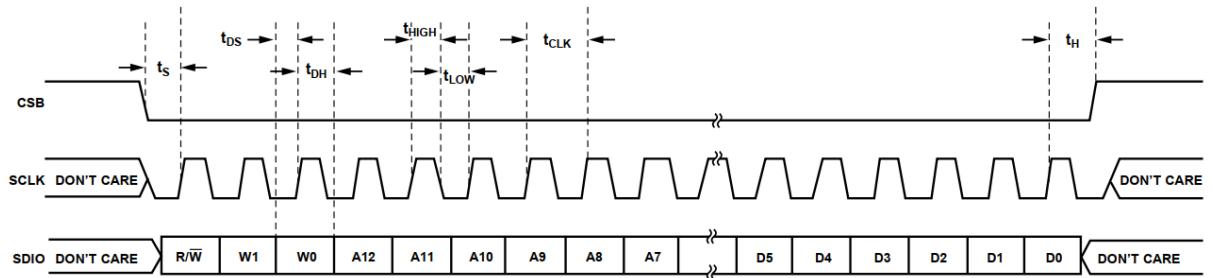 tDS
tHIGH
tCLK
tH
tS
tDH
tLOW
CSB
SCLK DON'T CARE
DON'T CARE
SDIO DON'T CARE R/W̅ W1 W0 A12 A11 A10 A9 A8 A7 D5 D4 D3 D2 D1 D0 DON'T CARE